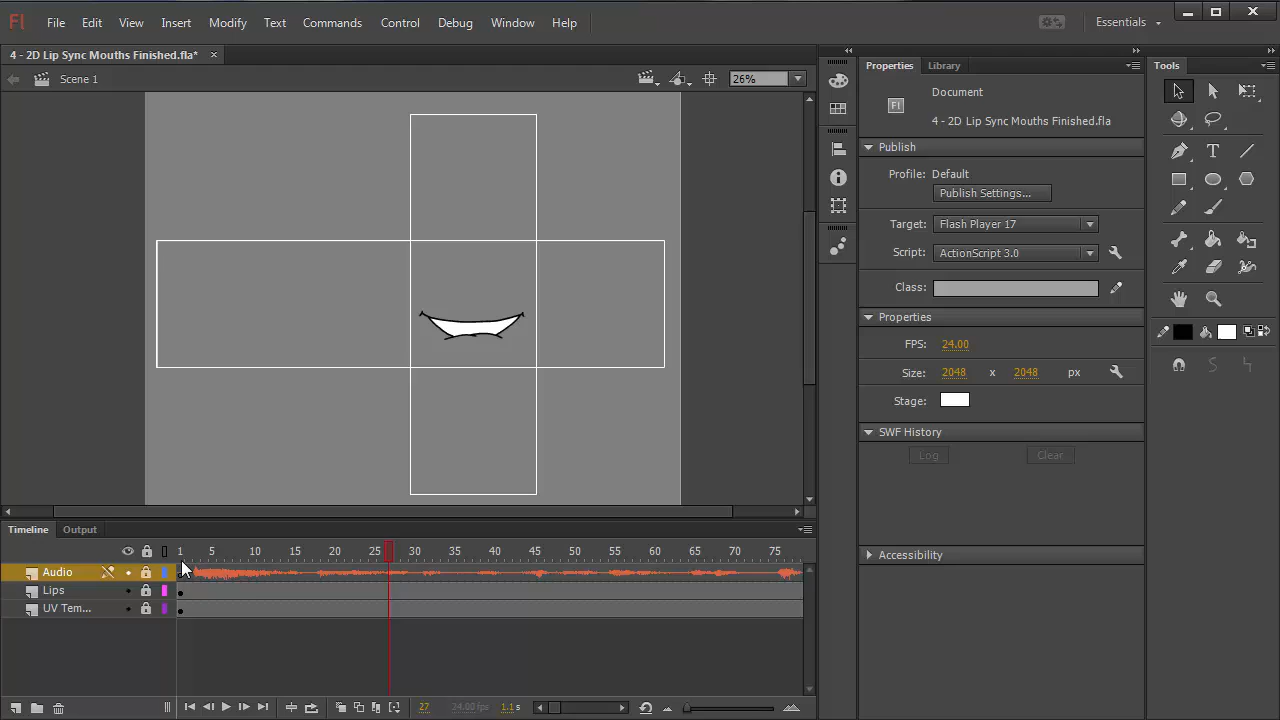 Fl File Edit View Insert Modify Text Commands Control Debug Window Help Essentials
4 - 2D Lip Sync Mouths Finished.fla*
Scene 1
26%
Properties Library
Tools
Document
Fl
4 - 2D Lip Sync Mouths Finished.fla
Publish
Profile: Default
Publish Settings...
Target: Flash Player 17
Script: ActionScript 3.0
Class:
Properties
FPS: 24.00
Size: 2048 x 2048 px
Stage:
SWF History
Log Clear
Accessibility
Timeline Output
1 5 10 15 20 25 30 35 40 45 50 55 60 65 70 75
Audio
Lips
UV Tem...
27 24.00 fps 1.1 s